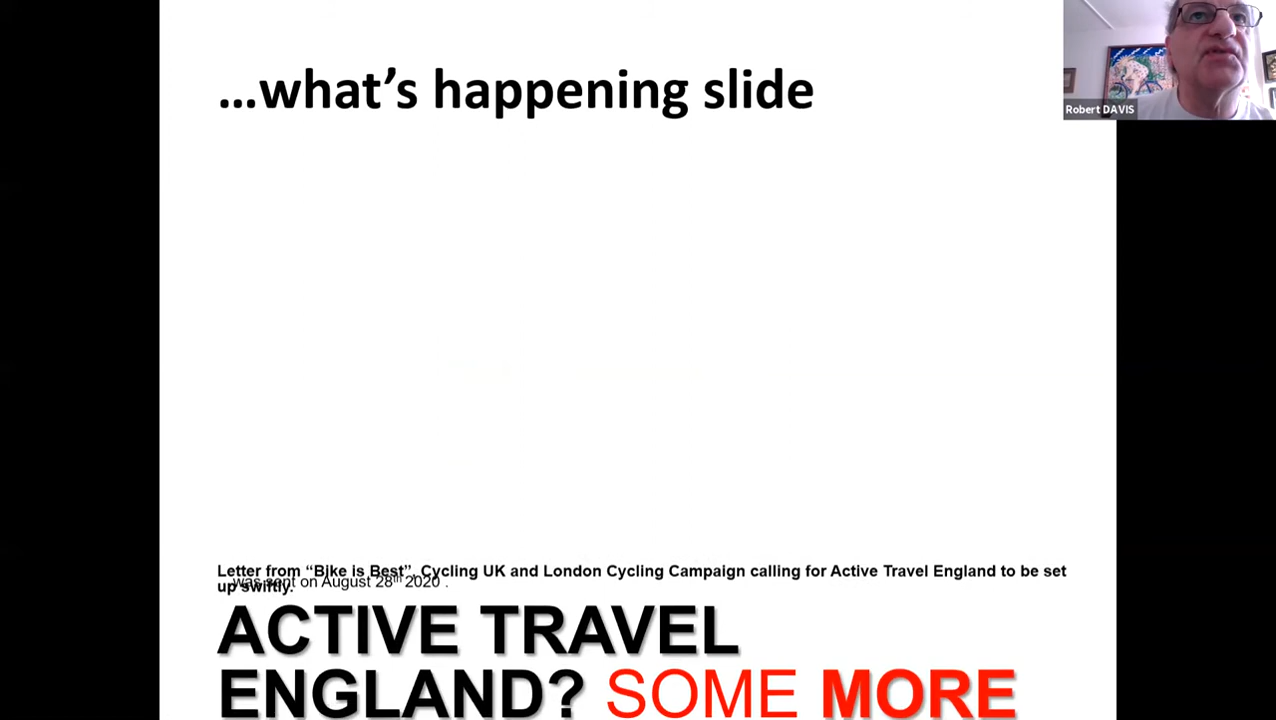 …what’s happening slide
Robert DAVIS
Letter from “Bike is Best”, Cycling UK and London Cycling Campaign calling for Active Travel England to be set
up swiftly.
was sent on August 28th 2020 .
ACTIVE TRAVEL
ENGLAND? SOME MORE